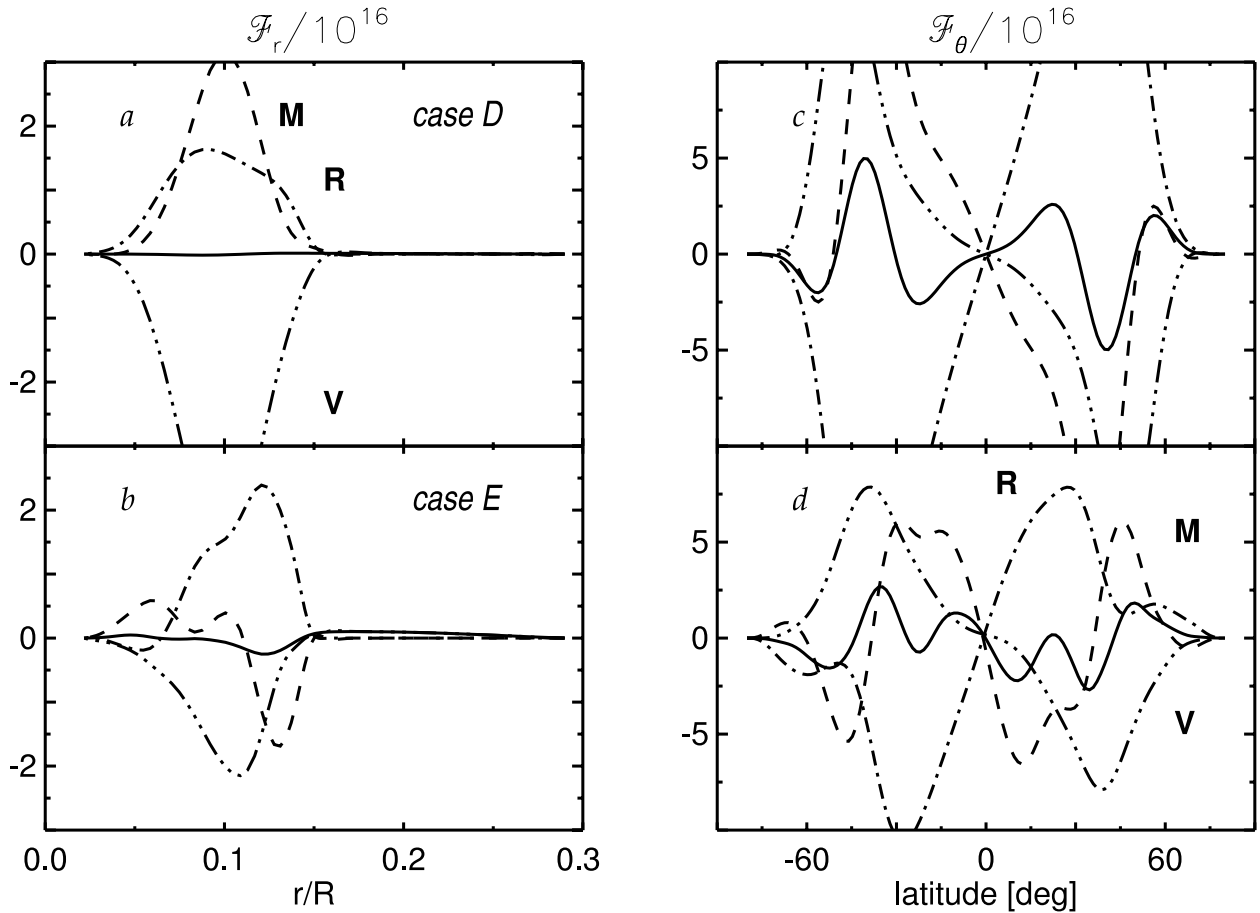 ℱr/10^16
ℱθ/10^16
a
M
case D
R
V
2
0
-2
c
5
0
-5
b
case E
2
0
-2
R
d
M
V
5
0
-5
0.0 0.1 0.2 0.3
r/R
-60 0 60
latitude [deg]